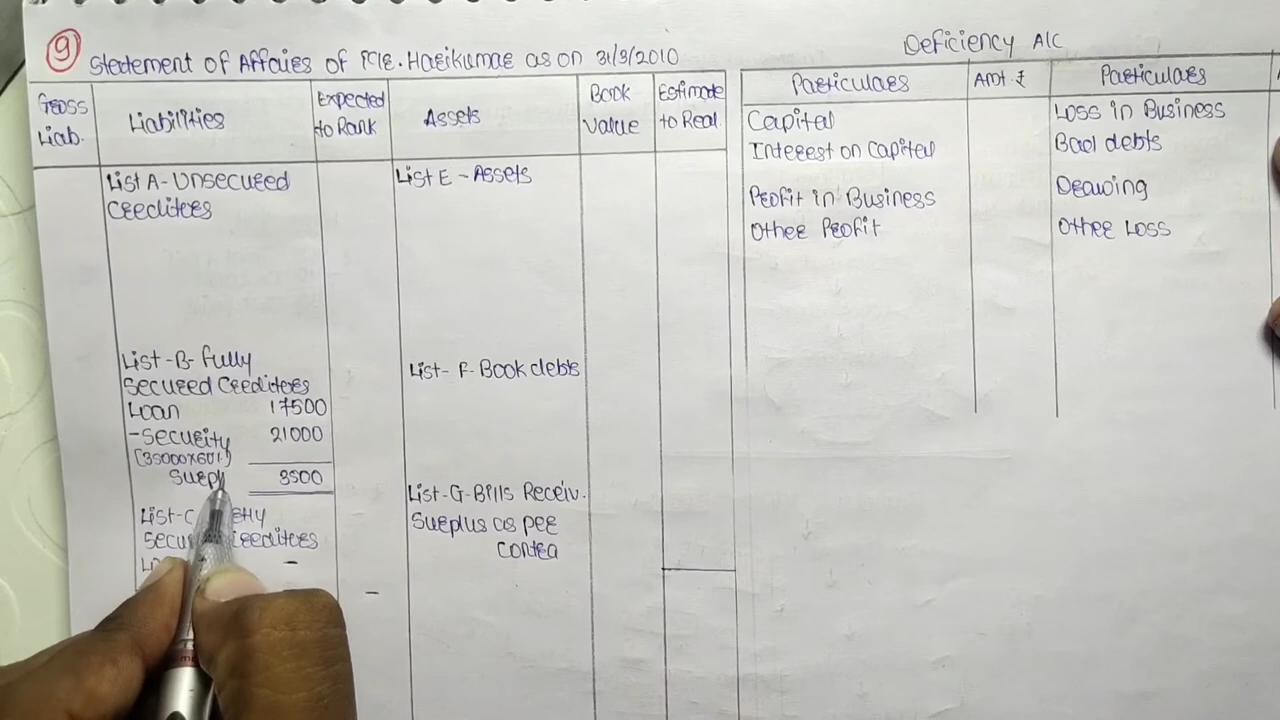 9
Statement of Affairs of Mr. Harikumar as on 31/3/2010
Gross Liab.
Liabilities
Expected to Rank
Assets
Book Value
Estimate to Real
List A - Unsecured
Creditors
List E - Assets
List - B - Fully
Secured Creditors
Loan 17500
- Security 21000
(35000x60%)
3500
List - F - Book debts
List - G - Bills Receiv.
Surplus as per
contra
-
-
Deficiency A/C
Particulars
Amt ₹
Particulars
Capital
Interest on Capital
Profit in Business
Other Profit
Loss in Business
Bad debts
Drawing
Other Loss